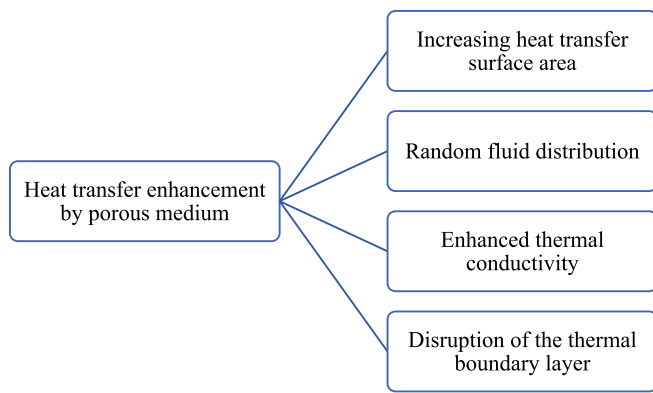 Increasing heat transfer
surface area
Random fluid distribution
Heat transfer enhancement
by porous medium
Enhanced thermal
conductivity
Disruption of the thermal
boundary layer